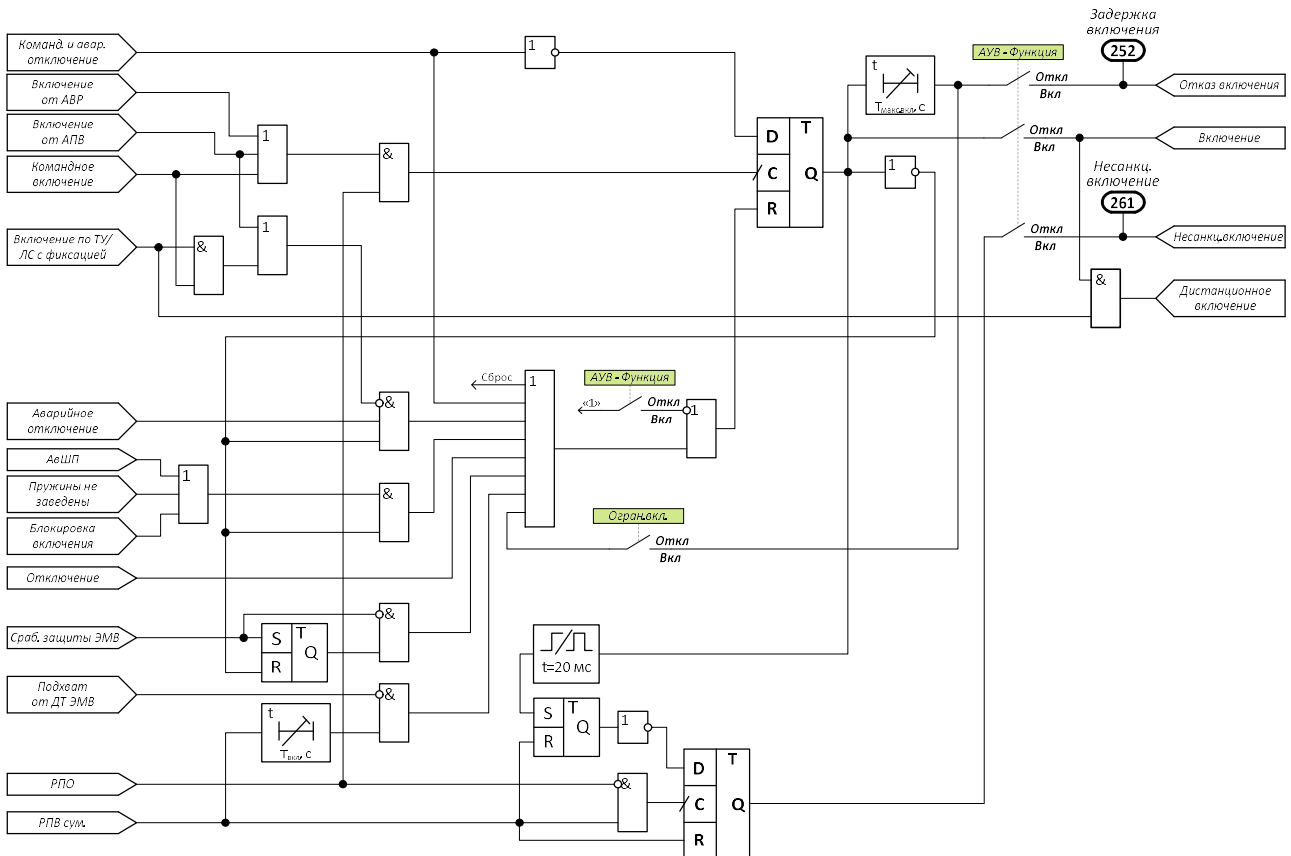 Команд. и авар.
отключение
Включение
от АВР
Включение
от АПВ
Командное
включение
Включение по ТУ/
ЛС с фиксацией
Аварийное
отключение
АвШП
Пружины не
заведены
Блокировка
включения
Отключение
Сраб. защиты ЭМВ
Подхват
от ДТ ЭМВ
РПО
РПВ сум.
1
&
1
&
1
1
D
T
C
Q
R
t
Tмакс.вкл, с
1
АУВ - Функция
Откл
Вкл
Откл
Вкл
Откл
Вкл
Задержка
включения
252
Отказ включения
Включение
Несанкц.
включение
261
Несанкц.включение
&
Дистанционное
включение
Сброс
1
АУВ - Функция
«1»
Откл
Вкл
1
Огран.вкл.
Откл
Вкл
&
1
&
&
S
T
R
Q
&
t
Tвкл, с
t=20 мс
S
T
R
Q
1
&
D
T
C
Q
R